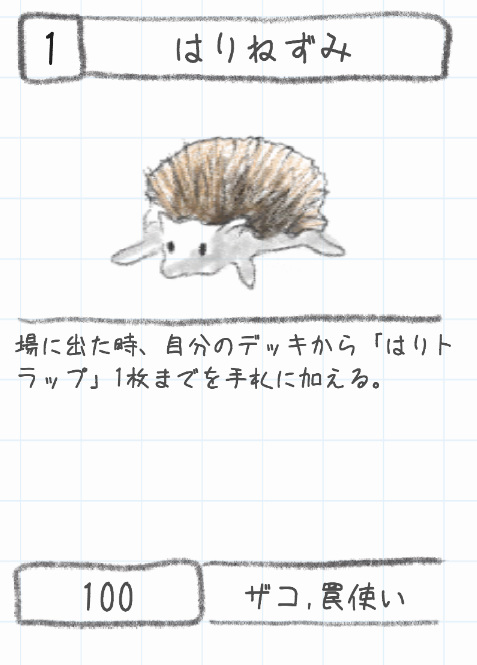 1
はりねずみ
場に出た時、自分のデッキから「はりト
ラップ」1枚までを手札に加える。
100
ザコ,罠使い